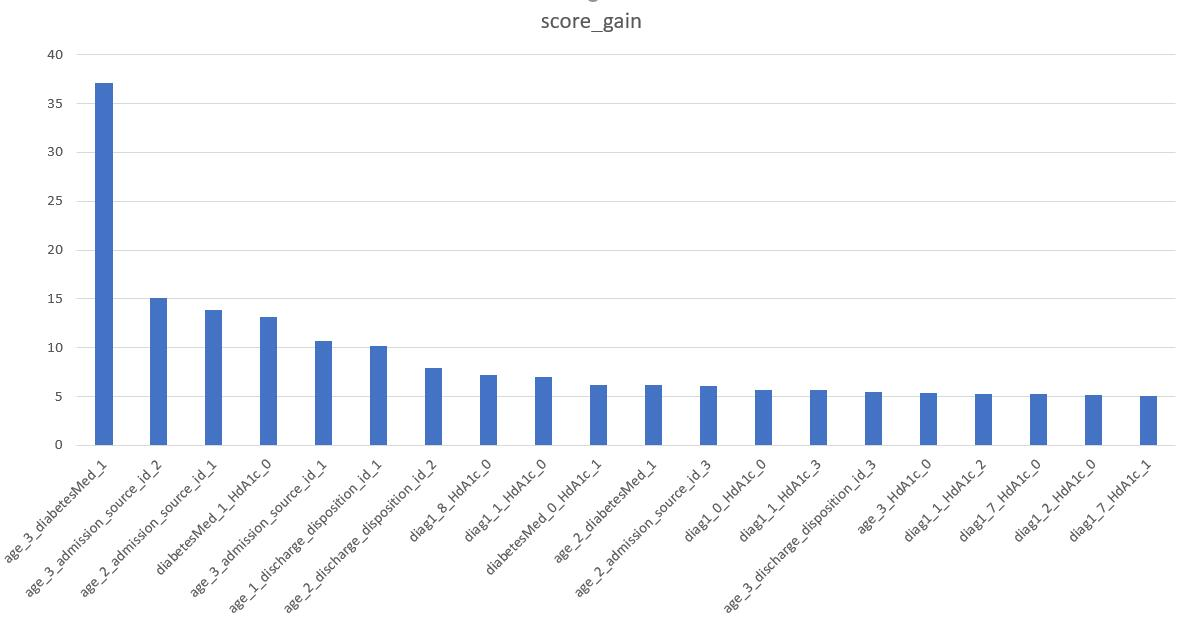 score_gain
40
35
30
25
20
15
10
5
0
age_3_diabetesMed_1
age_3_admission_source_id_2
age_2_admission_source_id_1
diabetesMed_1_HdA1c_0
age_3_admission_source_id_1
age_1_discharge_disposition_id_1
age_2_discharge_disposition_id_2
diag1_8_HdA1c_0
diag1_1_HdA1c_0
diabetesMed_0_HdA1c_1
age_2_diabetesMed_1
age_2_admission_source_id_3
diag1_0_HdA1c_0
diag1_1_HdA1c_3
age_3_discharge_disposition_id_3
age_3_HdA1c_0
diag1_1_HdA1c_2
diag1_7_HdA1c_0
diag1_2_HdA1c_0
diag1_7_HdA1c_1